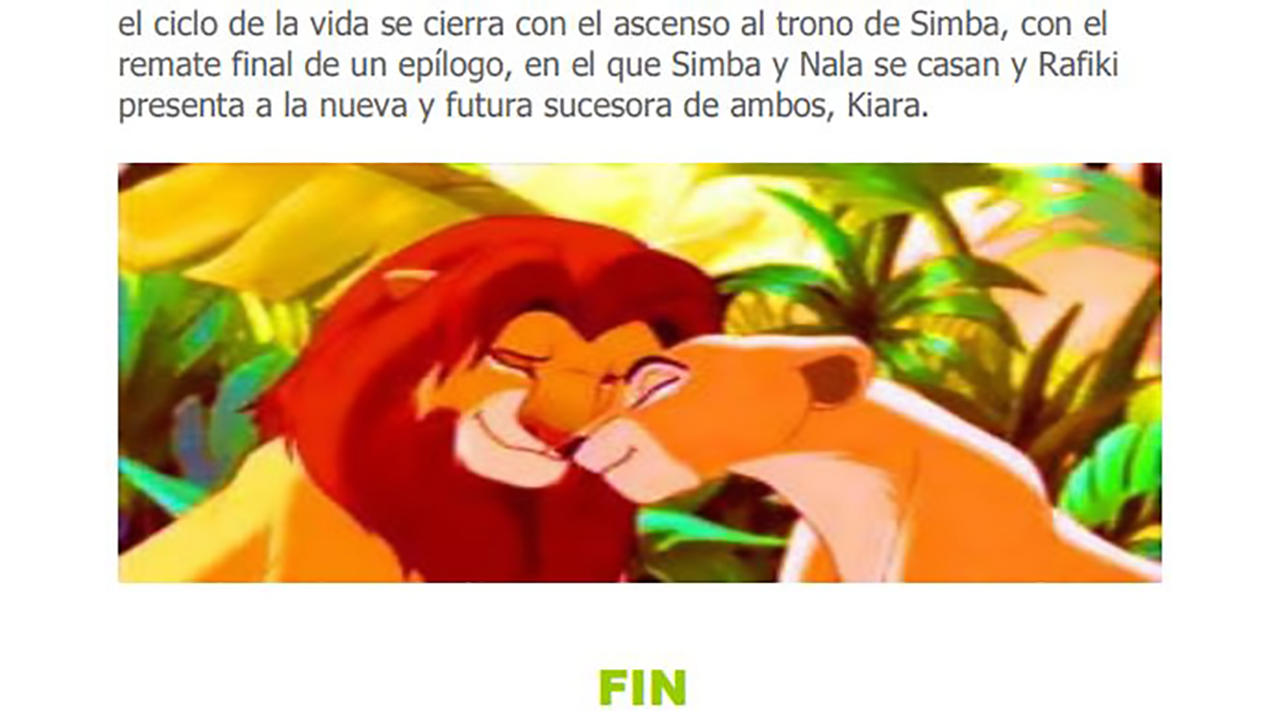 el ciclo de la vida se cierra con el ascenso al trono de Simba, con el
remate final de un epílogo, en el que Simba y Nala se casan y Rafiki
presenta a la nueva y futura sucesora de ambos, Kiara.
FIN